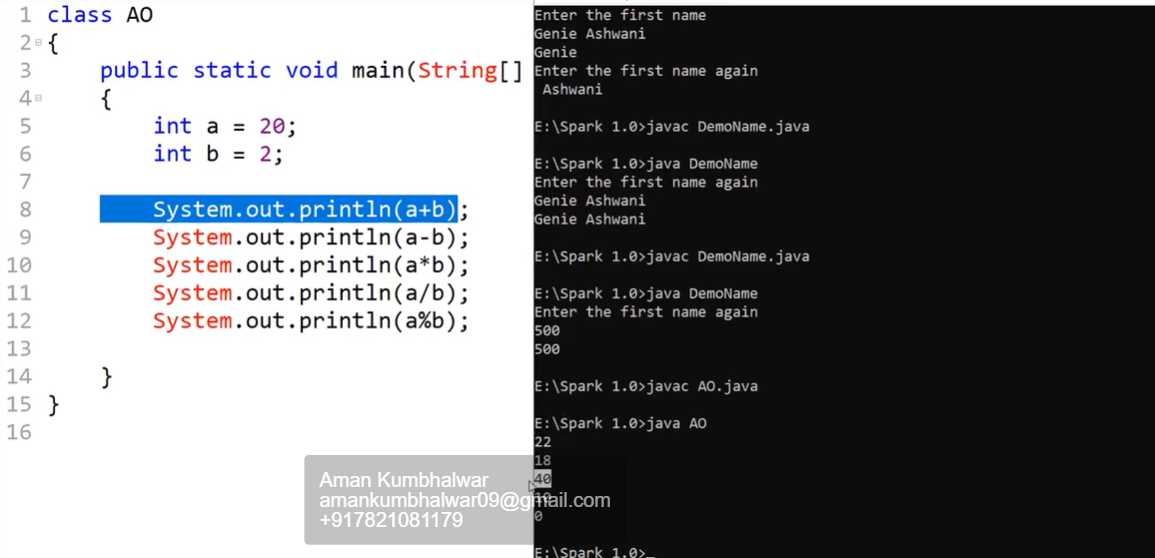 1 class AO
2 {
3 public static void main(String[]
4 {
5 int a = 20;
6 int b = 2;
7
8 System.out.println(a+b);
9 System.out.println(a-b);
10 System.out.println(a*b);
11 System.out.println(a/b);
12 System.out.println(a%b);
13
14 }
15 }
16
Enter the first name
Genie Ashwani
Genie
Enter the first name again
Ashwani
E:\Spark 1.0>javac DemoName.java
E:\Spark 1.0>java DemoName
Enter the first name again
Genie Ashwani
Genie Ashwani
E:\Spark 1.0>javac DemoName.java
E:\Spark 1.0>java DemoName
Enter the first name again
500
500
E:\Spark 1.0>javac AO.java
E:\Spark 1.0>java AO
22
18
40
10
0
E:\Spark 1.0>_
Aman Kumbhalwar
amankumbhalwar09@gmail.com
+917821081179